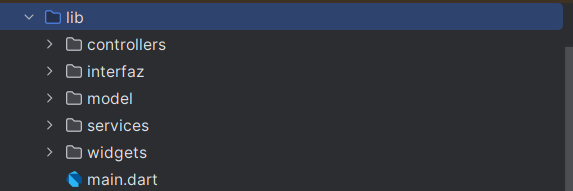 lib
controllers
interfaz
model
services
widgets
main.dart